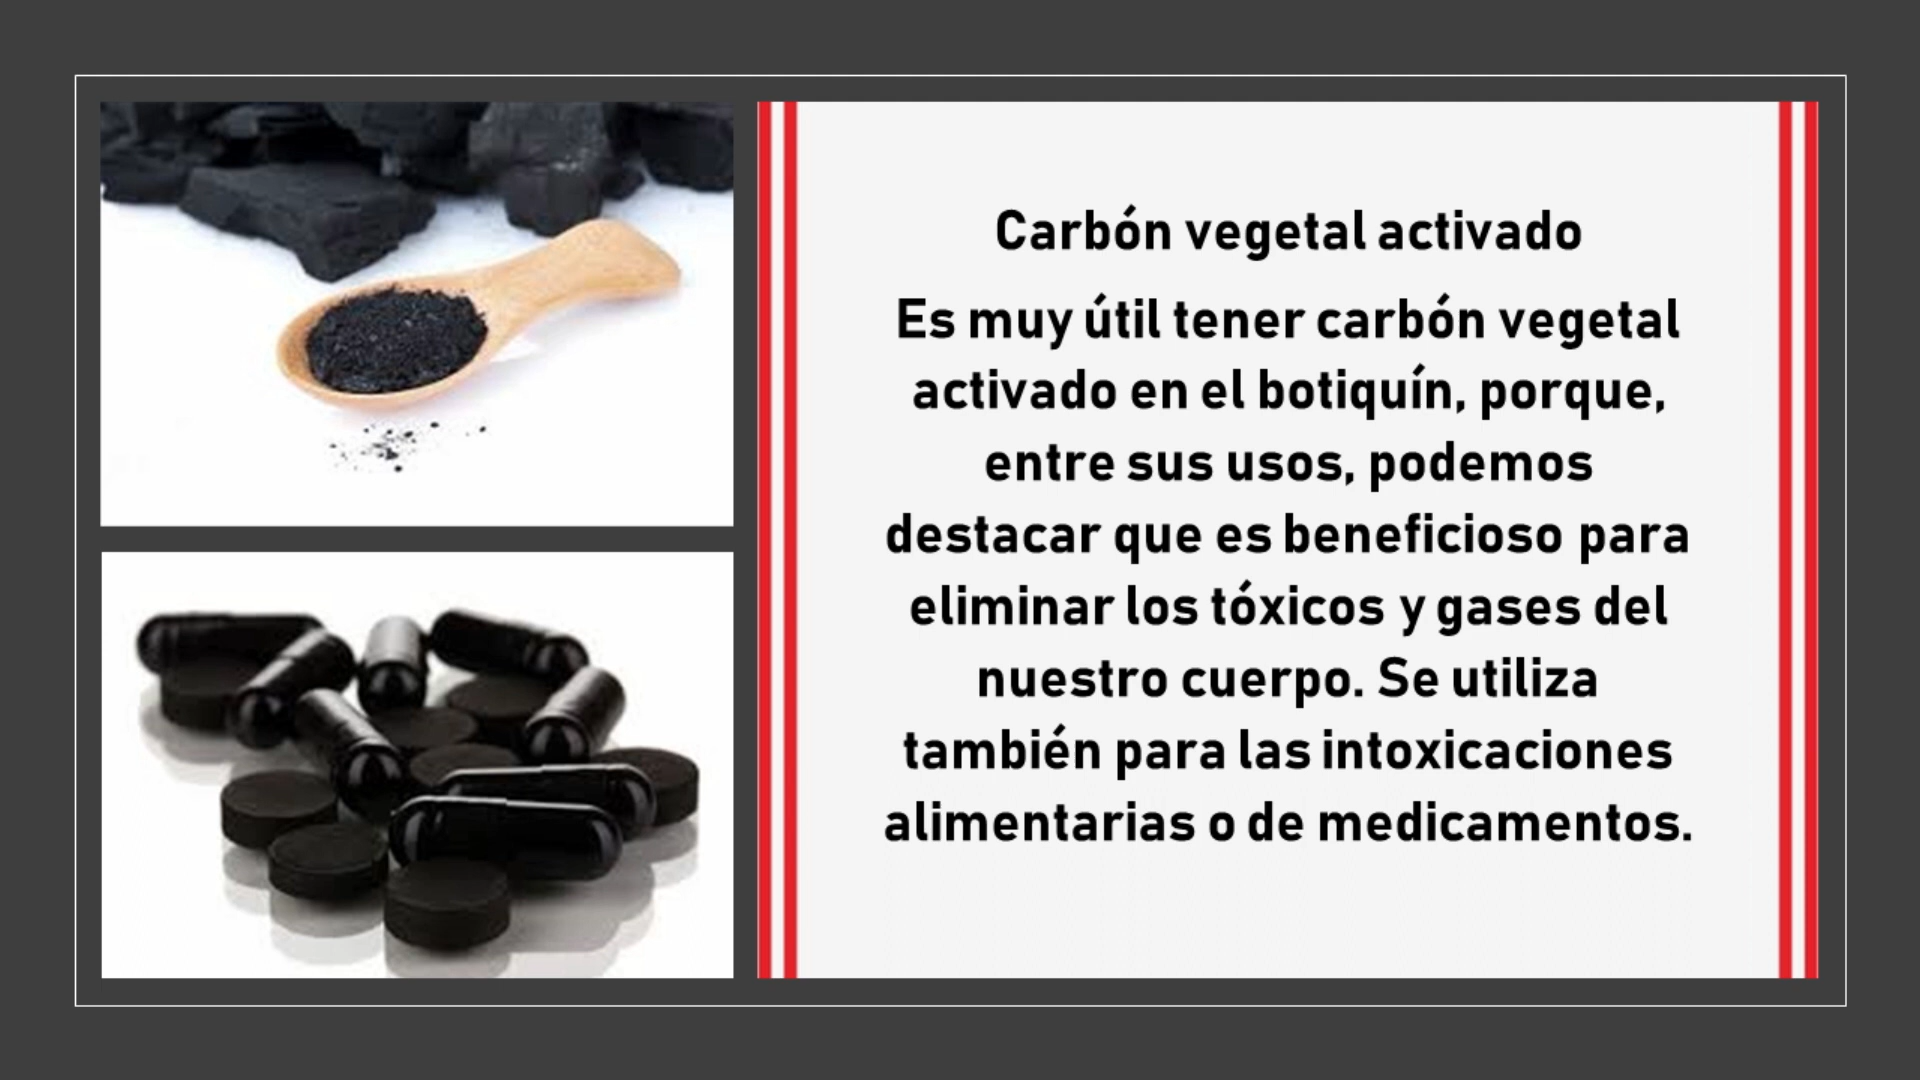 Carbón vegetal activado
Es muy útil tener carbón vegetal
activado en el botiquín, porque,
entre sus usos, podemos
destacar que es beneficioso para
eliminar los tóxicos y gases del
nuestro cuerpo. Se utiliza
también para las intoxicaciones
alimentarias o de medicamentos.